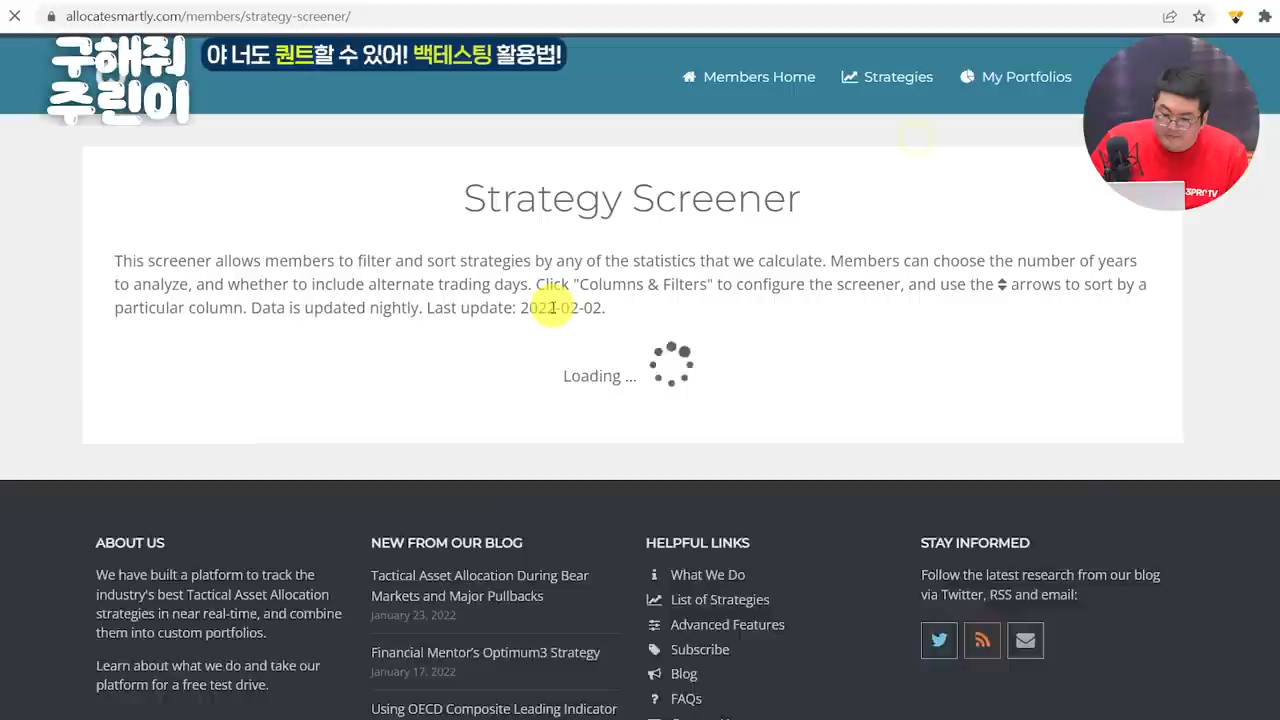 allocatesmartly.com/members/strategy-screener/
구해줘
주린이
야 너도 퀀트할 수 있어! 백테스팅 활용법!
Members Home
Strategies
My Portfolios
3PROTV
Strategy Screener
This screener allows members to filter and sort strategies by any of the statistics that we calculate. Members can choose the number of years
to analyze, and whether to include alternate trading days. Click "Columns & Filters" to configure the screener, and use the arrows to sort by a
particular column. Data is updated nightly. Last update: 2022-02-02.
Loading ...
ABOUT US
We have built a platform to track the
industry's best Tactical Asset Allocation
strategies in near real-time, and combine
them into custom portfolios.
Learn about what we do and take our
platform for a free test drive.
NEW FROM OUR BLOG
Tactical Asset Allocation During Bear
Markets and Major Pullbacks
January 23, 2022
Financial Mentor's Optimum3 Strategy
January 17, 2022
Using OECD Composite Leading Indicator
HELPFUL LINKS
What We Do
List of Strategies
Advanced Features
Subscribe
Blog
FAQs
STAY INFORMED
Follow the latest research from our blog
via Twitter, RSS and email: